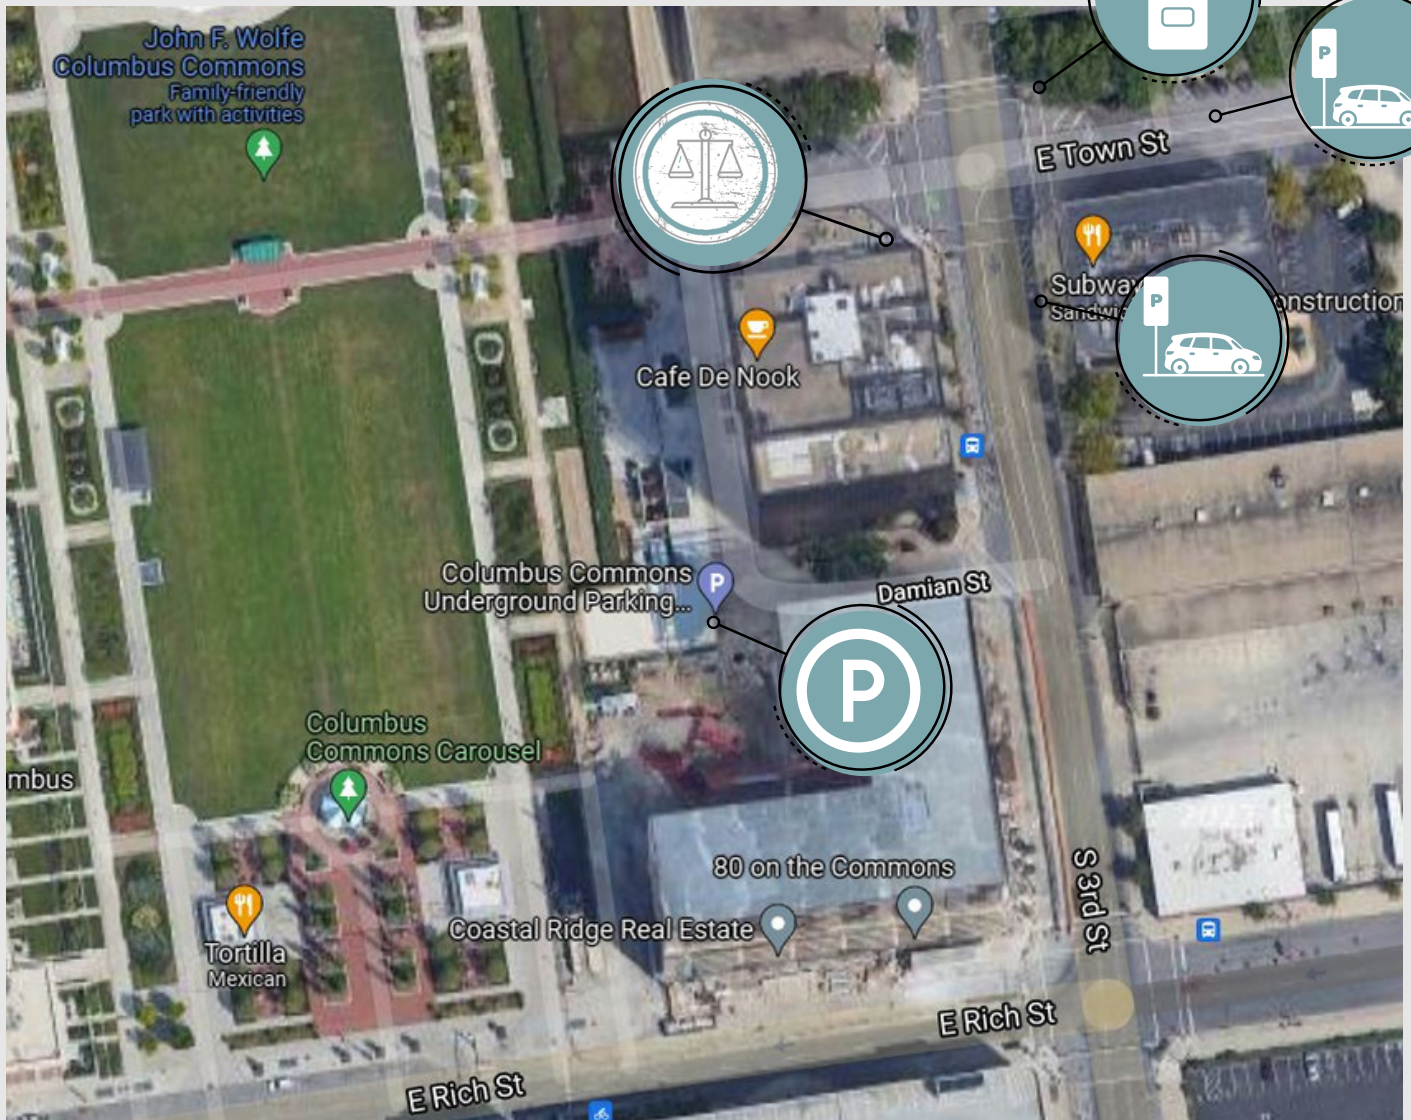 John F. Wolfe
Columbus Commons
Family-friendly
park with activities
P
E Town St
Subway
onstruction
P
Cafe De Nook
Columbus Commons
Underground Parking...
P
Damian St
P
Columbus
Commons Carousel
mbus
80 on the Commons
S 3rd St
Coastal Ridge Real Estate
Tortilla
Mexican
E Rich St
E Rich St